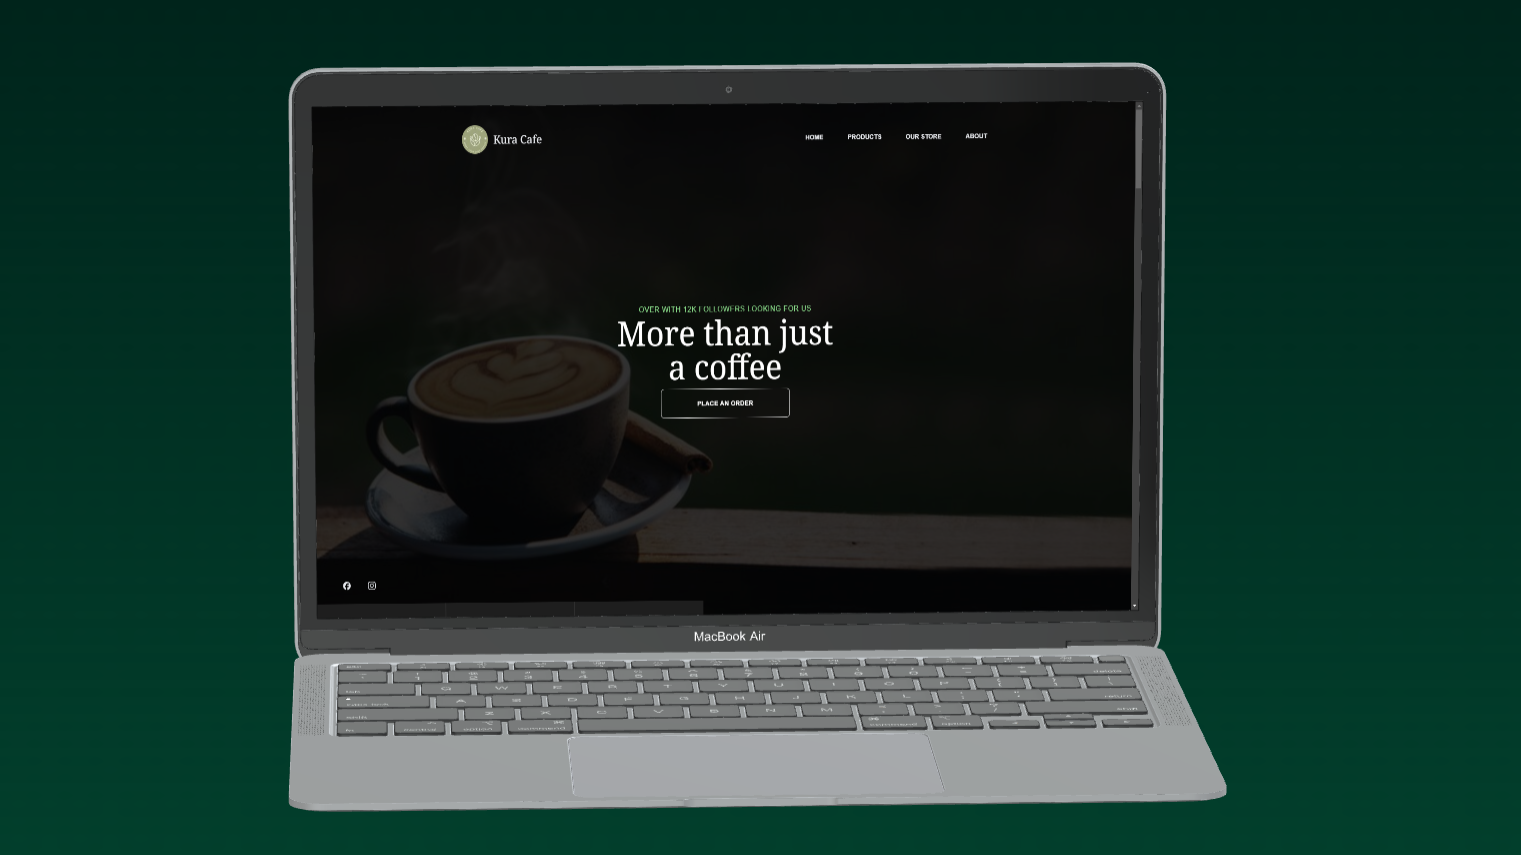 Kura Cafe
HOME PRODUCTS OUR STORE ABOUT
OVER WITH 12K FOLLOWERS LOOKING FOR US
More than just
a coffee
PLACE AN ORDER
MacBook Air